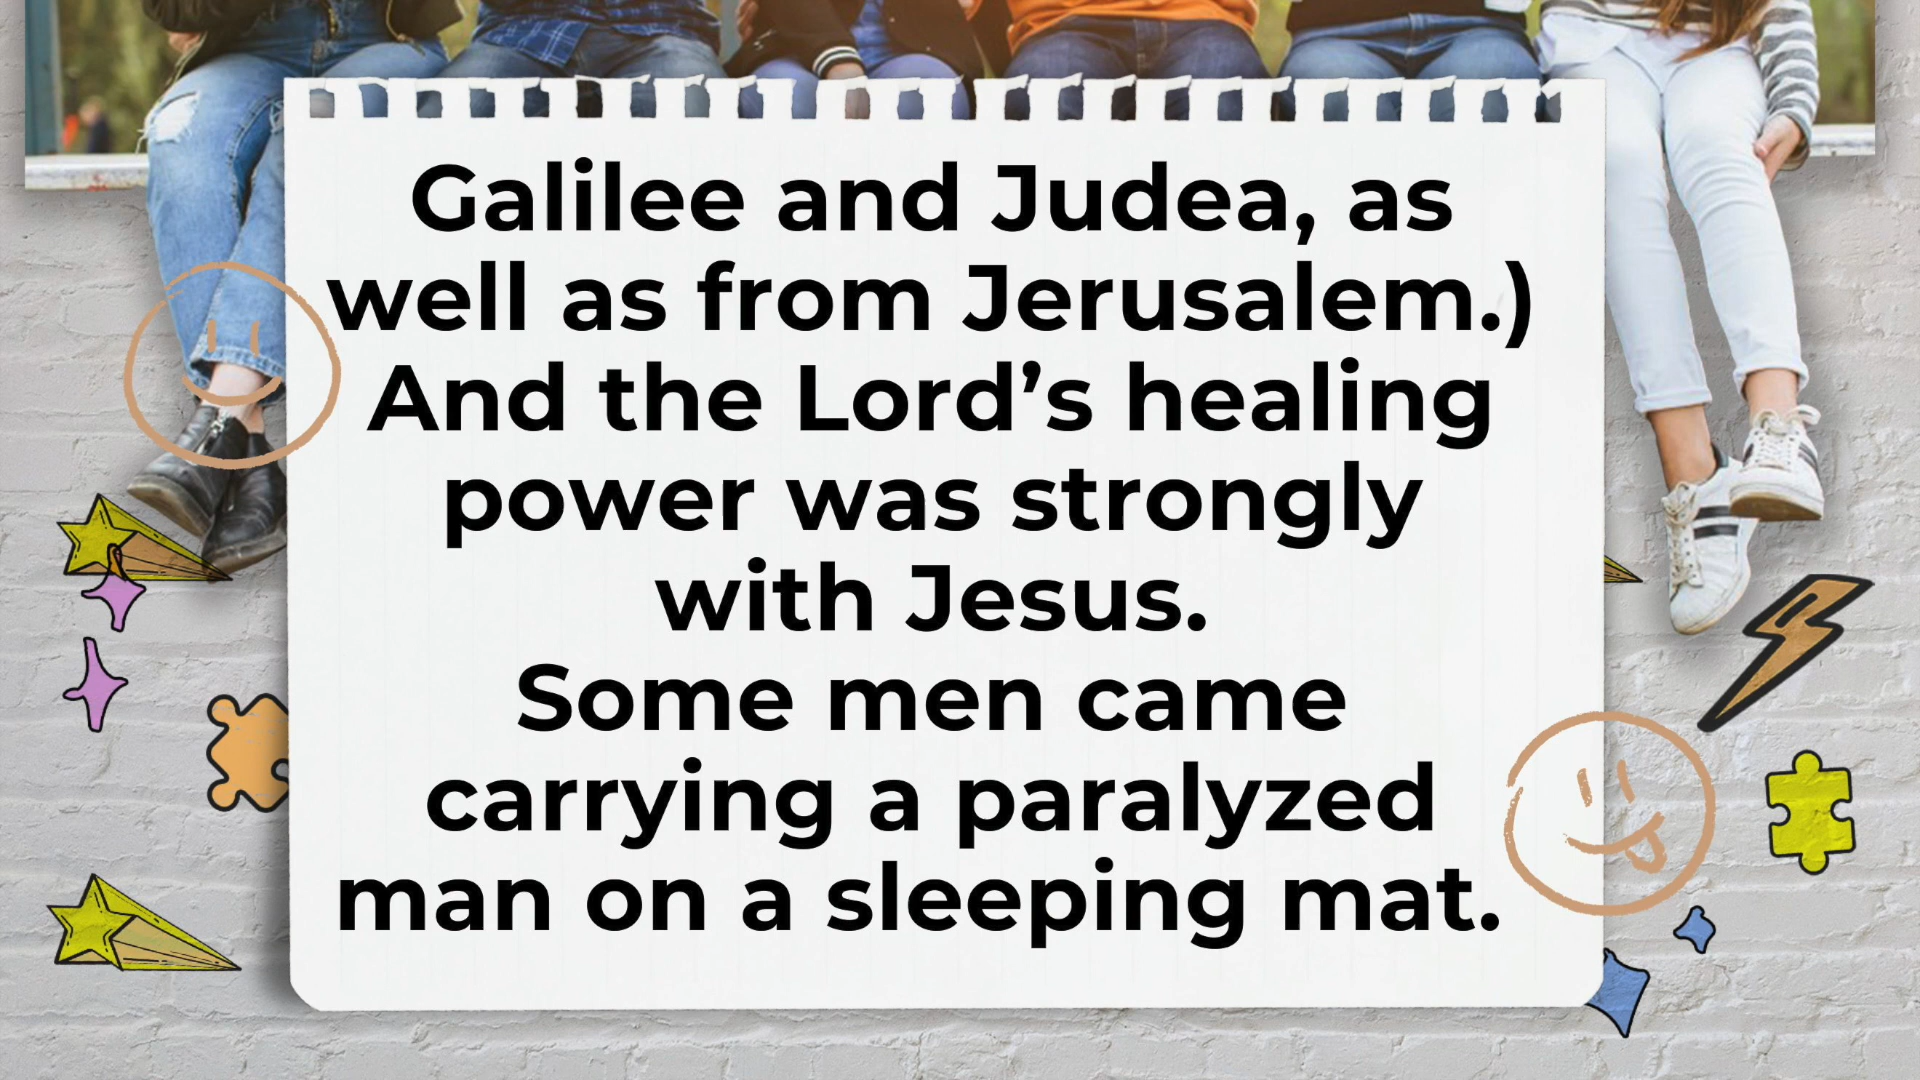 Galilee and Judea, as
well as from Jerusalem.)
And the Lord’s healing
power was strongly
with Jesus.
Some men came
carrying a paralyzed
man on a sleeping mat.